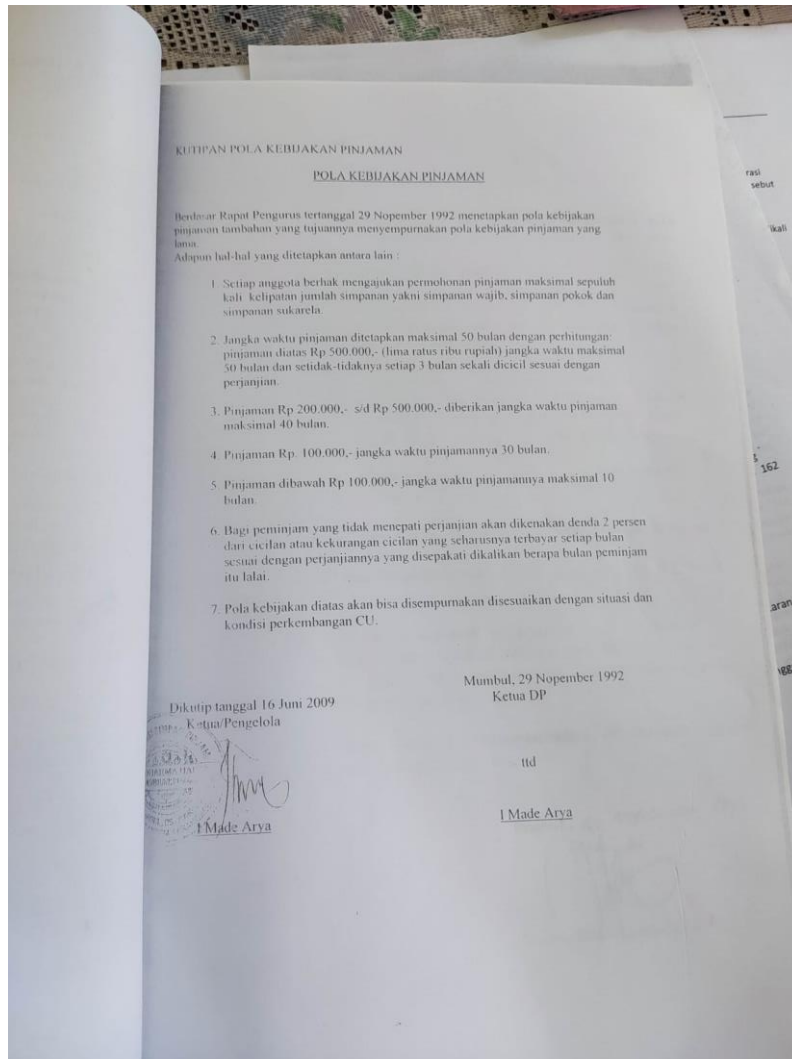 KUTIPAN POLA KEBIJAKAN PINJAMAN
POLA KEBIJAKAN PINJAMAN
Berdasar Rapat Pengurus tertanggal 29 Nopember 1992 menetapkan pola kebijakan
pinjaman tambahan yang tujuannya menyempurnakan pola kebijakan pinjaman yang
lama.
Adapun hal-hal yang ditetapkan antara lain :
1. Setiap anggota berhak mengajukan permohonan pinjaman maksimal sepuluh
kali kelipatan jumlah simpanan yakni simpanan wajib, simpanan pokok dan
simpanan sukarela.
2. Jangka waktu pinjaman ditetapkan maksimal 50 bulan dengan perhitungan:
pinjaman diatas Rp 500.000,- (lima ratus ribu rupiah) jangka waktu maksimal
50 bulan dan setidak-tidaknya setiap 3 bulan sekali dicicil sesuai dengan
perjanjian.
3. Pinjaman Rp 200.000,- s/d Rp 500.000,- diberikan jangka waktu pinjaman
maksimal 40 bulan.
4. Pinjaman Rp. 100.000,- jangka waktu pinjamannya 30 bulan.
5. Pinjaman dibawah Rp 100.000,- jangka waktu pinjamannya maksimal 10
bulan.
6. Bagi peminjam yang tidak menepati perjanjian akan dikenakan denda 2 persen
dari cicilan atau kekurangan cicilan yang seharusnya terbayar setiap bulan
sesuai dengan perjanjiannya yang disepakati dikalikan berapa bulan peminjam
itu lalai.
7. Pola kebijakan diatas akan bisa disempurnakan disesuaikan dengan situasi dan
kondisi perkembangan CU.
Mumbul, 29 Nopember 1992
Ketua DP
ttd
I Made Arya
Dikutip tanggal 16 Juni 2009
Ketua/Pengelola
I Made Arya
rasi
sebut
ikali
162
aran